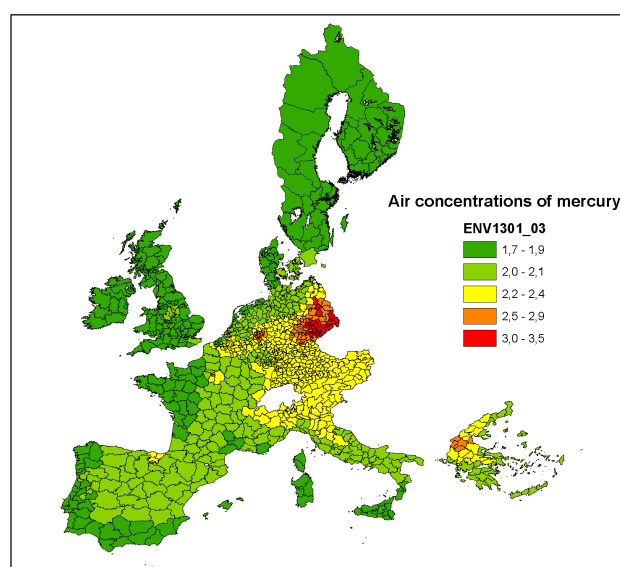 Air concentrations of mercury
ENV1301_03
1,7 - 1,9
2,0 - 2,1
2,2 - 2,4
2,5 - 2,9
3,0 - 3,5